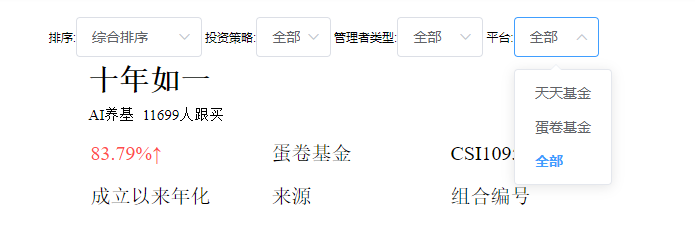 排序: 综合排序 投资策略: 全部 管理者类型: 全部 平台: 全部
十年如一
天天基金
AI养基 11699人跟买
蛋卷基金
83.79%↑ 蛋卷基金
全部
成立以来年化 来源 组合编号